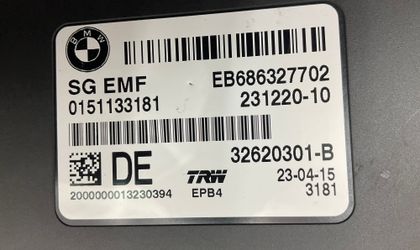 BMW
SG EMF EB686327702
0151133181 231220-10
DE 32620301-B
TRW 23-04-15
2000000013230394 EPB4 3181